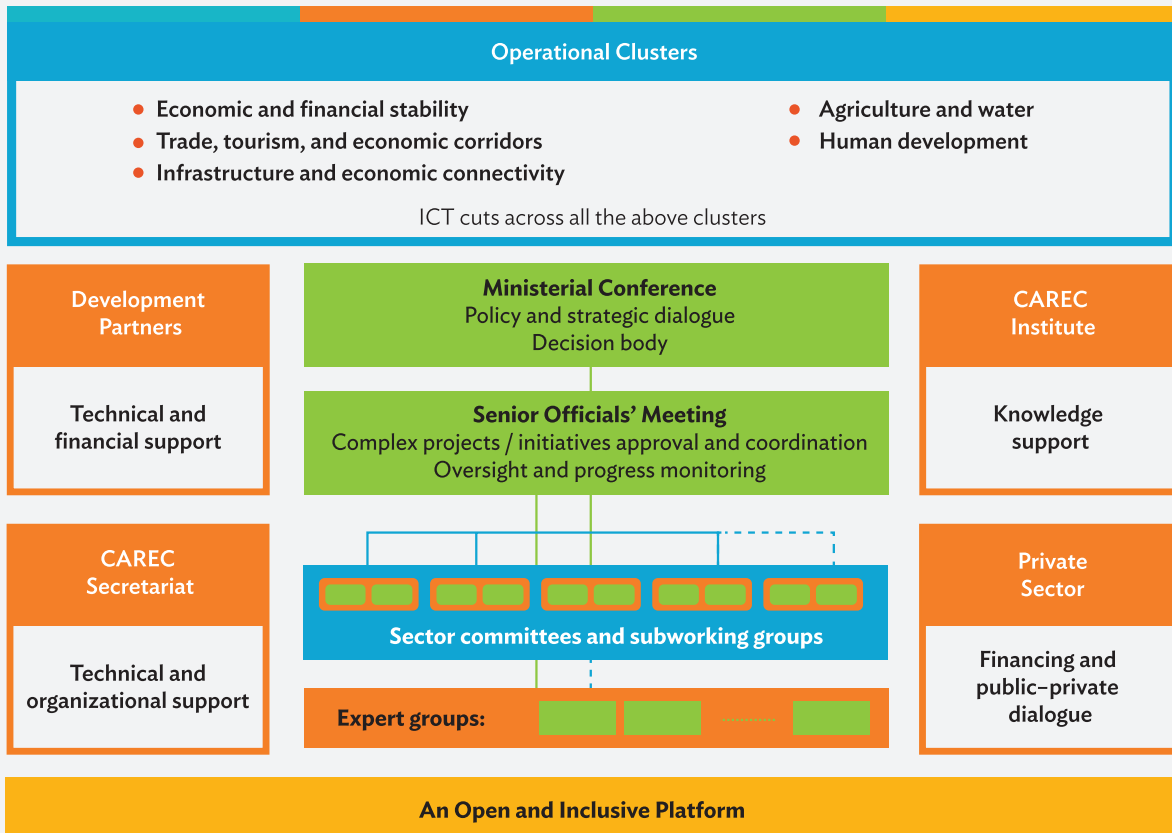 Operational Clusters
Economic and financial stability
Trade, tourism, and economic corridors
Infrastructure and economic connectivity
Agriculture and water
Human development
ICT cuts across all the above clusters
Development
Partners
Technical and
financial support
Ministerial Conference
Policy and strategic dialogue
Decision body
Senior Officials’ Meeting
Complex projects / initiatives approval and coordination
Oversight and progress monitoring
CAREC
Institute
Knowledge
support
CAREC
Secretariat
Technical and
organizational support
Sector committees and subworking groups
Expert groups:
Private
Sector
Financing and
public–private
dialogue
An Open and Inclusive Platform